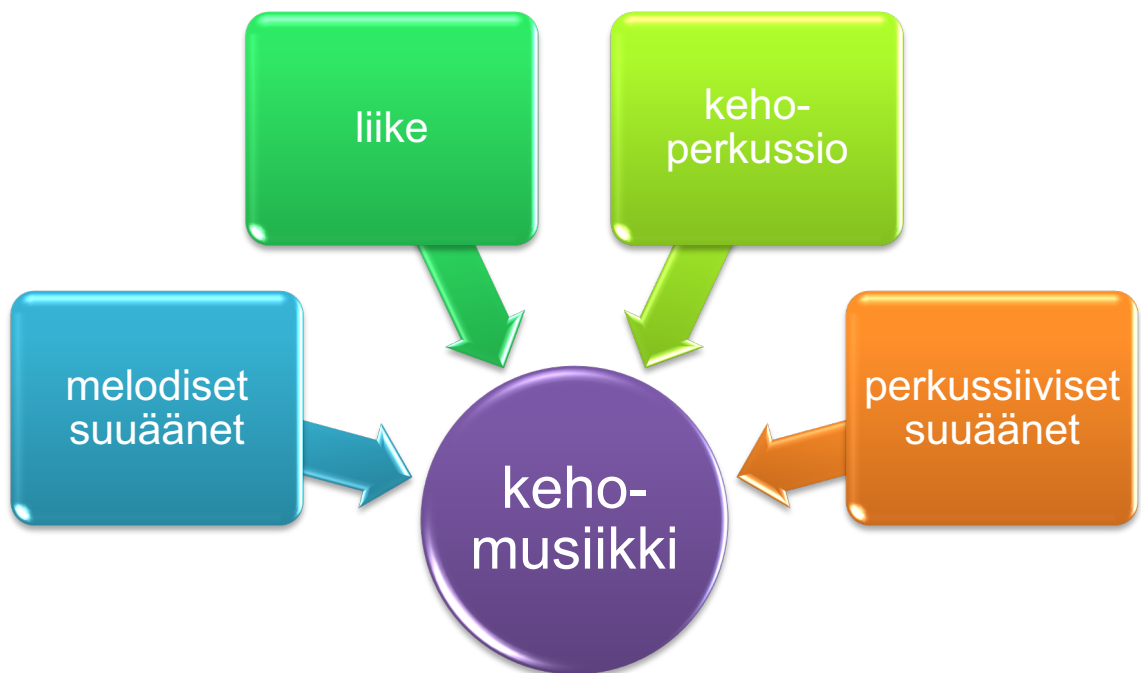 liike
keho-
perkussio
melodiset
suuäänet
perkussiiviset
suuäänet
keho-
musiikki